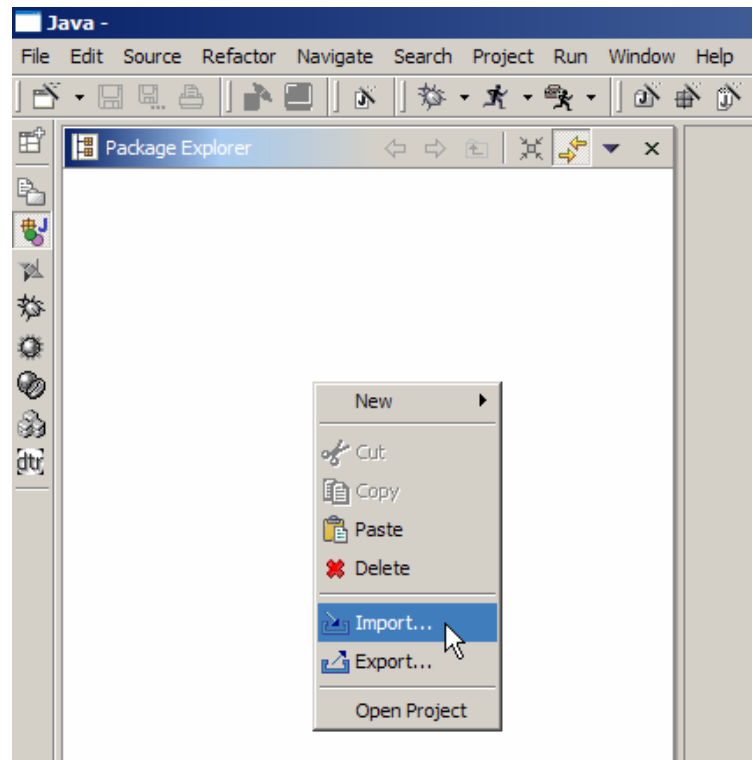 Java -
File Edit Source Refactor Navigate Search Project Run Window Help
Package Explorer
dtr
New
Cut
Copy
Paste
Delete
Import...
Export...
Open Project